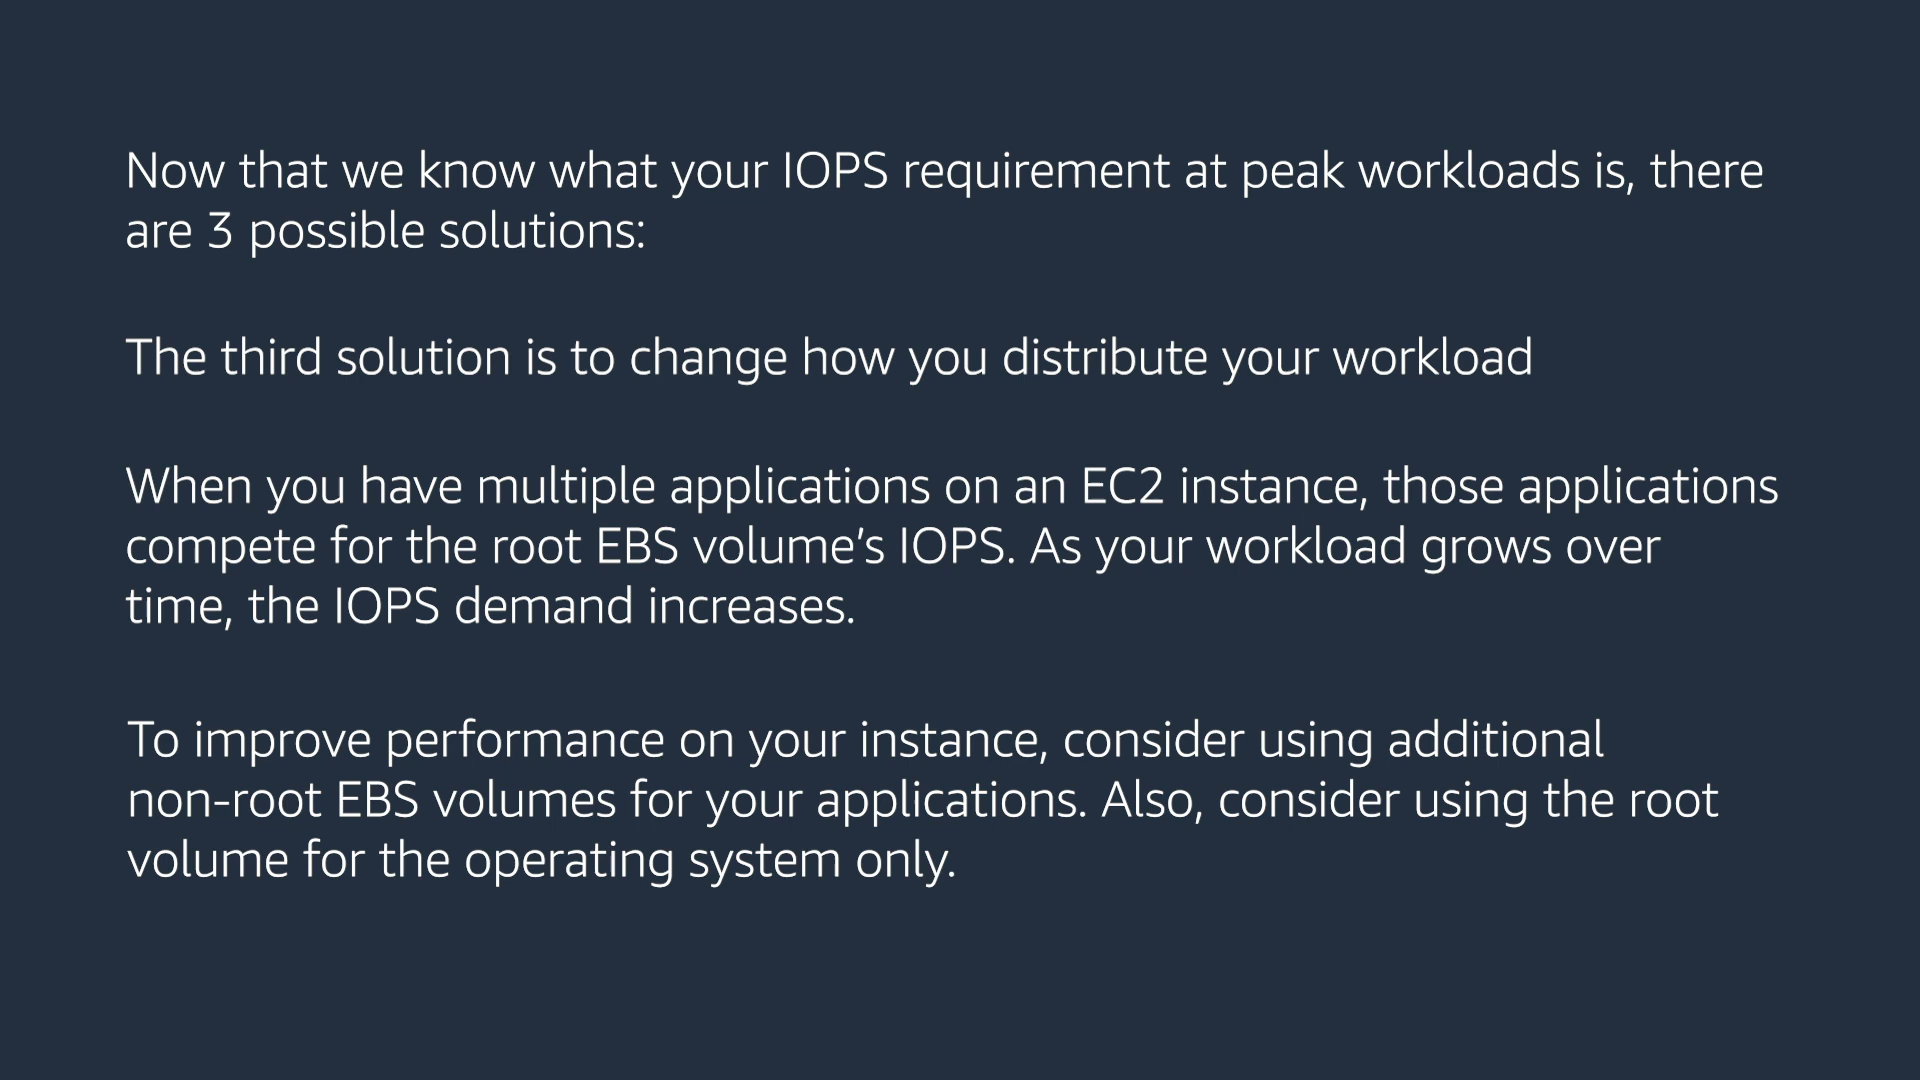 Now that we know what your IOPS requirement at peak workloads is, there
are 3 possible solutions:
The third solution is to change how you distribute your workload
When you have multiple applications on an EC2 instance, those applications
compete for the root EBS volume’s IOPS. As your workload grows over
time, the IOPS demand increases.
To improve performance on your instance, consider using additional
non-root EBS volumes for your applications. Also, consider using the root
volume for the operating system only.